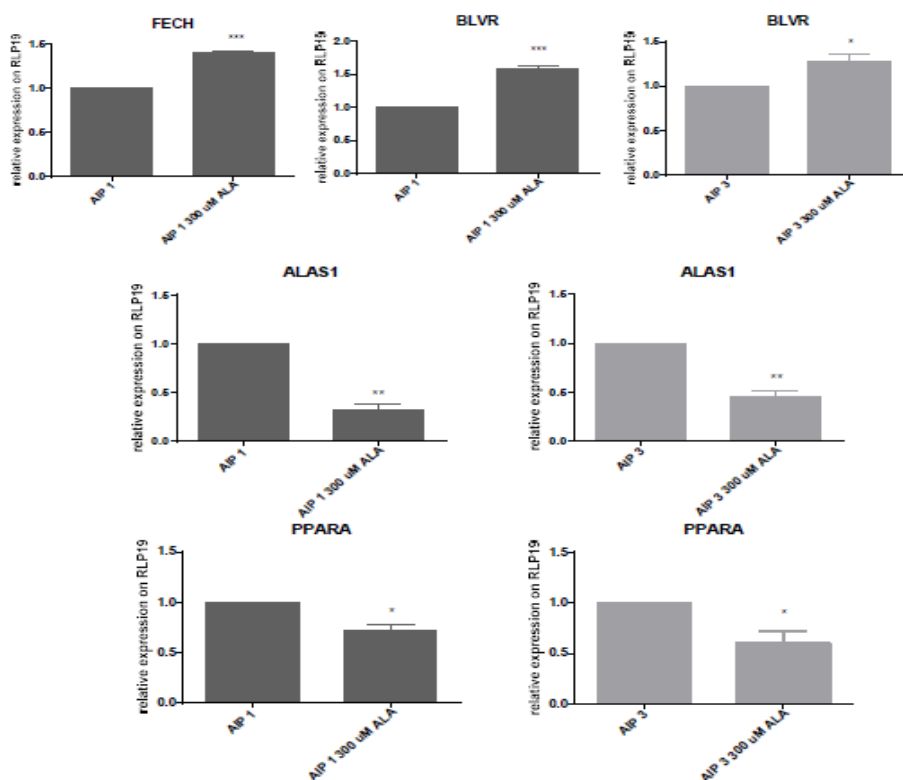 FECH
relative expression on RLP19
1.5
1.0
0.5
0.0
***
AIP 1
AIP 1 300 uM ALA
BLVR
relative expression on RLP19
2.0
1.5
1.0
0.5
0.0
***
AIP 1
AIP 1 300 uM ALA
BLVR
relative expression on RLP19
1.5
1.0
0.5
0.0
*
AIP 3
AIP 3 300 uM ALA
ALAS1
relative expression on RLP19
1.5
1.0
0.5
0.0
**
AIP 1
AIP 1 300 uM ALA
ALAS1
relative expression on RLP19
1.5
1.0
0.5
0.0
**
AIP 3
AIP 3 300 uM ALA
PPARA
relative expression on RLP19
1.5
1.0
0.5
0.0
*
AIP 1
AIP 1 300 uM ALA
PPARA
relative expression on RLP19
1.5
1.0
0.5
0.0
*
AIP 3
AIP 3 300 uM ALA